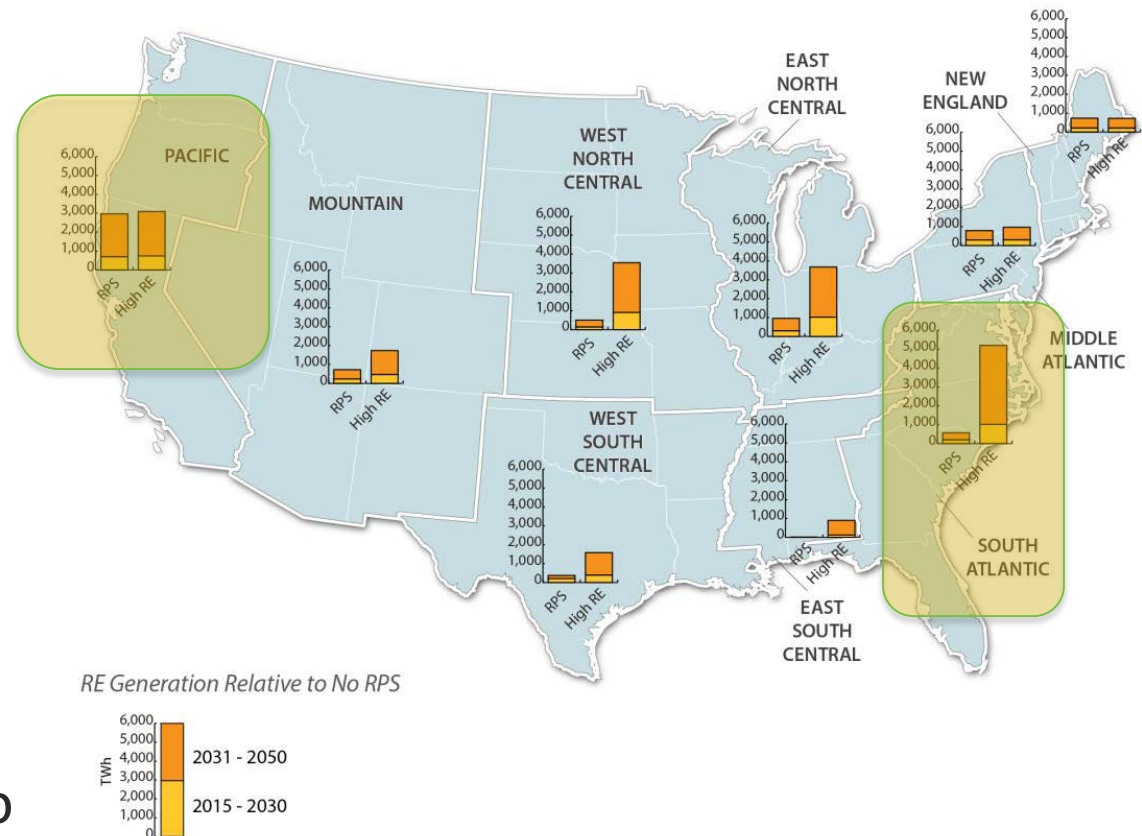 PACIFIC
6,000
5,000
4,000
3,000
2,000
1,000
0
RPS
High RE
MOUNTAIN
6,000
5,000
4,000
3,000
2,000
1,000
0
RPS
High RE
WEST
NORTH
CENTRAL
6,000
5,000
4,000
3,000
2,000
1,000
0
RPS
High RE
EAST
NORTH
CENTRAL
6,000
5,000
4,000
3,000
2,000
1,000
0
RPS
High RE
NEW
ENGLAND
6,000
5,000
4,000
3,000
2,000
1,000
0
RPS
High RE
6,000
5,000
4,000
3,000
2,000
1,000
0
RPS
High RE
MIDDLE
ATLANTIC
6,000
5,000
4,000
3,000
2,000
1,000
0
RPS
High RE
SOUTH
ATLANTIC
WEST
SOUTH
CENTRAL
6,000
5,000
4,000
3,000
2,000
1,000
0
RPS
High RE
6,000
5,000
4,000
3,000
2,000
1,000
0
RPS
High RE
EAST
SOUTH
CENTRAL
RE Generation Relative to No RPS
TWh
6,000
5,000
4,000
3,000
2,000
1,000
0
2031 - 2050
2015 - 2030